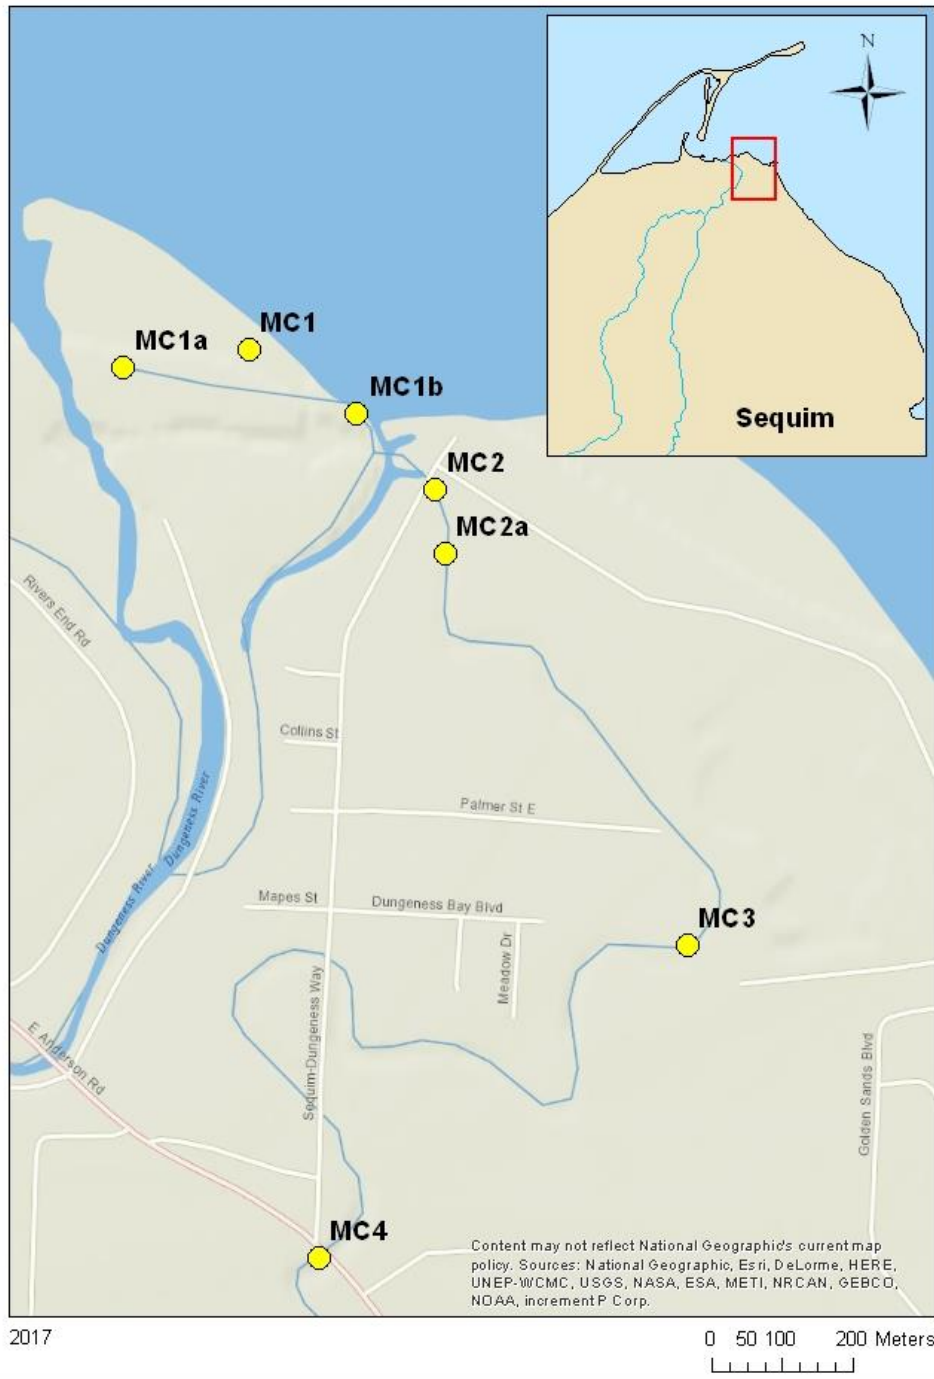 N
Sequim
MC1
MC1a
MC1b
MC2
MC2a
Rivers End Rd
Collins St
Dungeness River
Palmer St E
Dungeness River
Mapes St
Dungeness Bay Blvd
MC3
Meadow Dr
Sequim-Dungeness Way
E Anderson Rd
Golden Sands Blvd
MC4
Content may not reflect National Geographic's current map
policy. Sources: National Geographic, Esri, DeLorme, HERE,
UNEP-WCMC, USGS, NASA, ESA, METI, NRCAN, GEBCO,
NOAA, increment P Corp.
2017
0 50 100 200 Meters